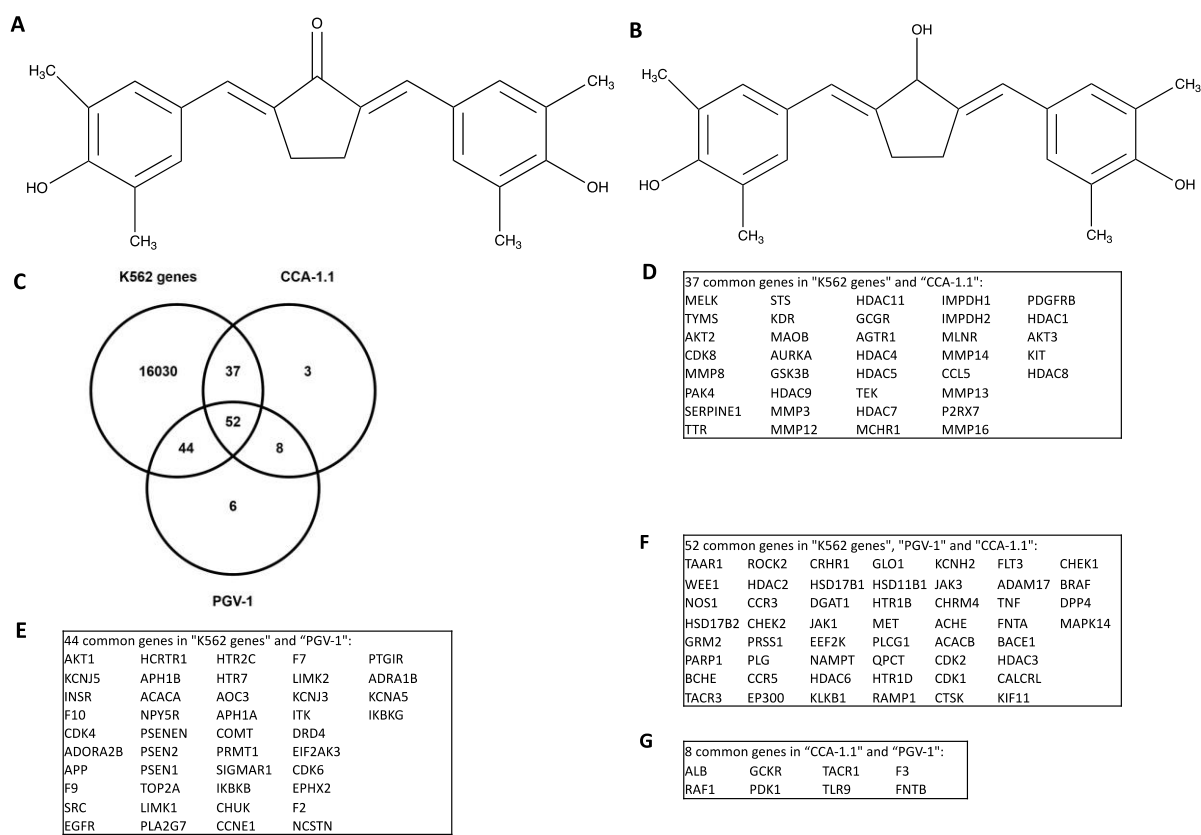 A
O
H₃C
CH₃
HO
OH
CH₃
CH₃
B
OH
H₃C
CH₃
HO
OH
CH₃
CH₃
C
K562 genes CCA-1.1
16030 37 3
52
44 8
6
PGV-1
D
37 common genes in "K562 genes" and “CCA-1.1":
MELK STS HDAC11 IMPDH1 PDGFRB
TYMS KDR GCGR IMPDH2 HDAC1
AKT2 MAOB AGTR1 MLNR AKT3
CDK8 AURKA HDAC4 MMP14 KIT
MMP8 GSK3B HDAC5 CCL5 HDAC8
PAK4 HDAC9 TEK MMP13
SERPINE1 MMP3 HDAC7 P2RX7
TTR MMP12 MCHR1 MMP16
E
44 common genes in "K562 genes" and “PGV-1":
AKT1 HCRTR1 HTR2C F7 PTGIR
KCNJ5 APH1B HTR7 LIMK2 ADRA1B
INSR ACACA AOC3 KCNJ3 KCNA5
F10 NPY5R APH1A ITK IKBKG
CDK4 PSENEN COMT DRD4
ADORA2B PSEN2 PRMT1 EIF2AK3
APP PSEN1 SIGMAR1 CDK6
F9 TOP2A IKBKB EPHX2
SRC LIMK1 CHUK F2
EGFR PLA2G7 CCNE1 NCSTN
F
52 common genes in "K562 genes", "PGV-1" and "CCA-1.1":
TAAR1 ROCK2 CRHR1 GLO1 KCNH2 FLT3 CHEK1
WEE1 HDAC2 HSD17B1 HSD11B1 JAK3 ADAM17 BRAF
NOS1 CCR3 DGAT1 HTR1B CHRM4 TNF DPP4
HSD17B2 CHEK2 JAK1 MET ACHE FNTA MAPK14
GRM2 PRSS1 EEF2K PLCG1 ACACB BACE1
PARP1 PLG NAMPT QPCT CDK2 HDAC3
BCHE CCR5 HDAC6 HTR1D CDK1 CALCRL
TACR3 EP300 KLKB1 RAMP1 CTSK KIF11
G
8 common genes in “CCA-1.1" and “PGV-1":
ALB GCKR TACR1 F3
RAF1 PDK1 TLR9 FNTB